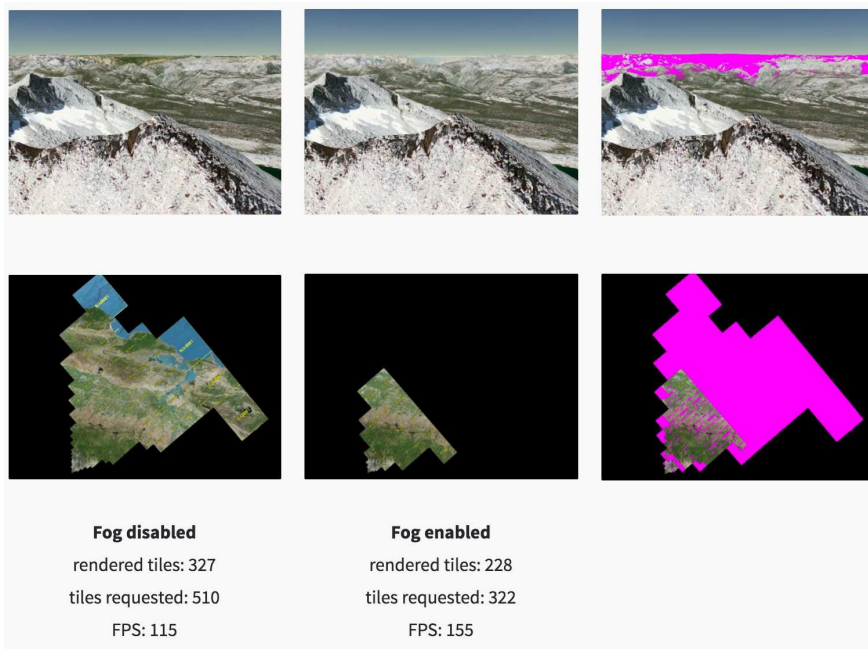 Fog disabled
Fog enabled
rendered tiles: 327
rendered tiles: 228
tiles requested: 510
tiles requested: 322
FPS: 115
FPS: 155